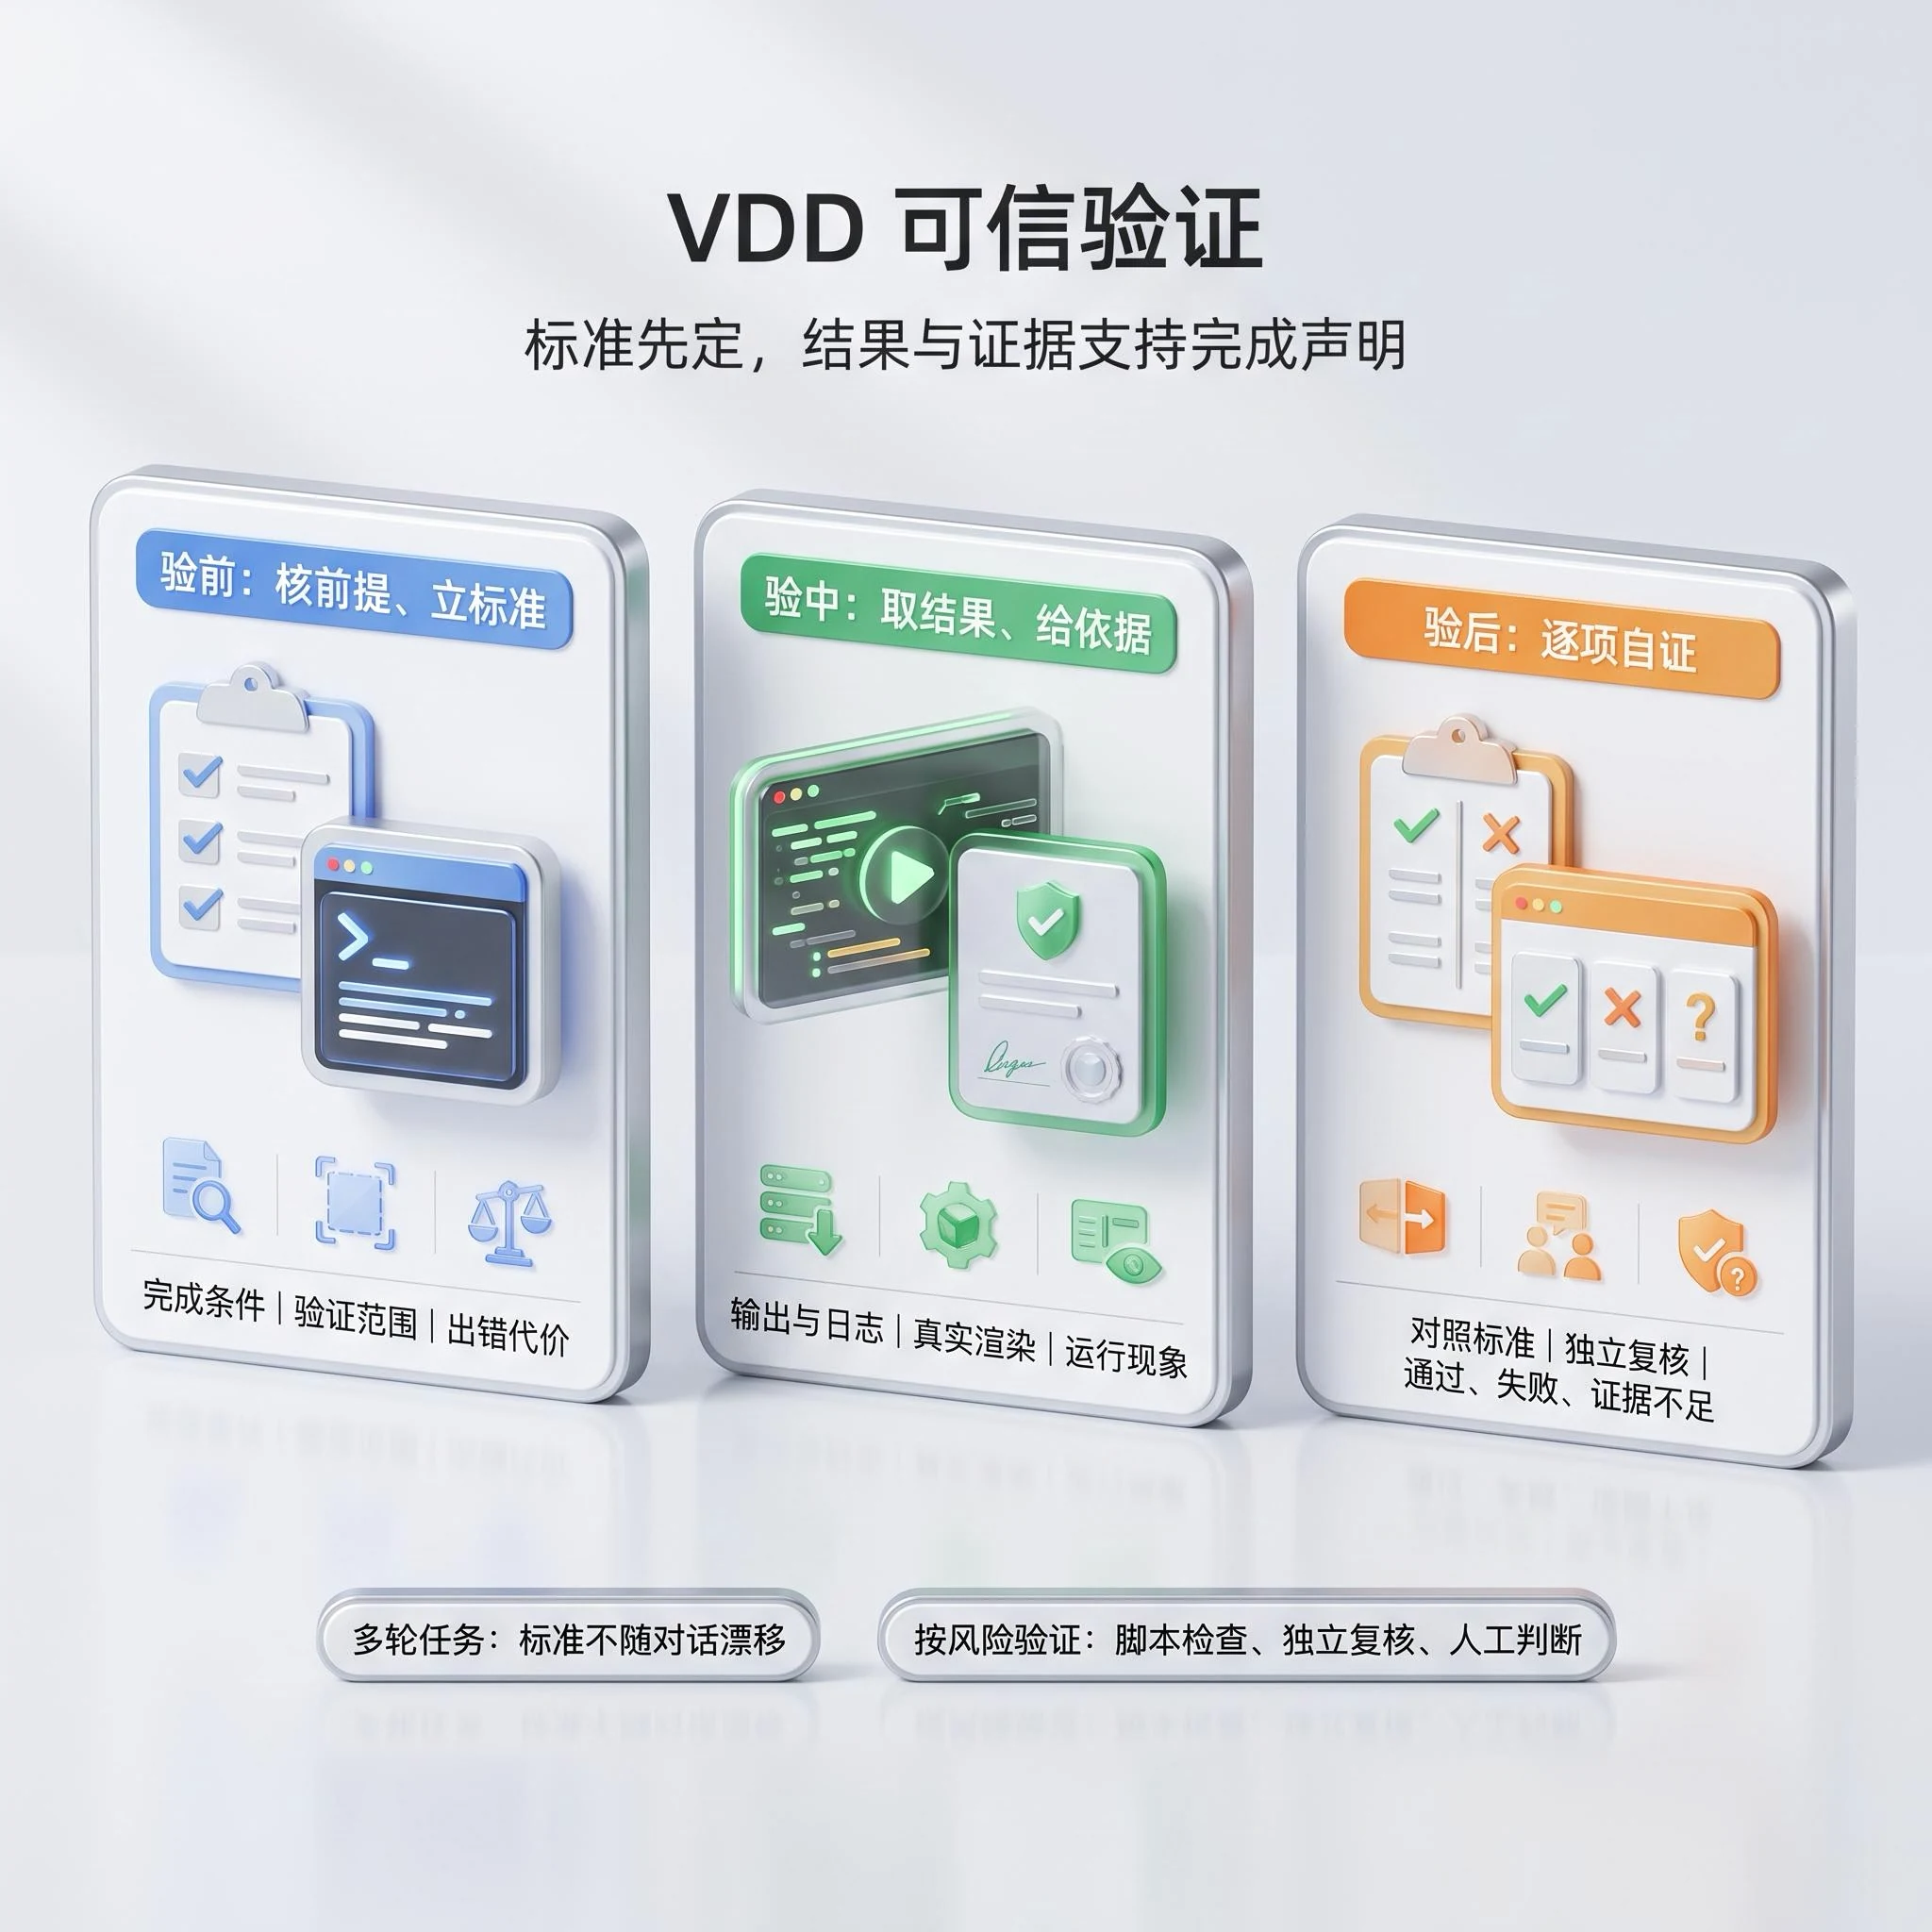 VDD 可信验证
标准先定，结果与证据支持完成声明
验前：核前提、立标准
完成条件｜验证范围｜出错代价
验中：取结果、给依据
输出与日志｜真实渲染｜运行现象
验后：逐项自证
对照标准｜独立复核｜
通过、失败、证据不足
多轮任务：标准不随对话漂移
按风险验证：脚本检查、独立复核、人工判断